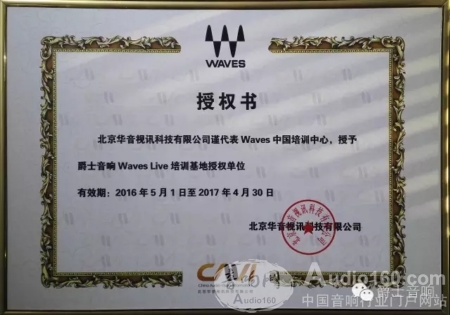 WAVES
授权书
北京华音视讯科技有限公司谨代表 Waves 中国培训中心，授予
爵士音响 Waves Live 培训基地授权单位
有效期：2016 年 5 月 1 日至 2017 年 4 月 30 日
北京华音视讯科技有限公司
Audio160.com
爵士音响
Audio160
中国音响行业门户网站